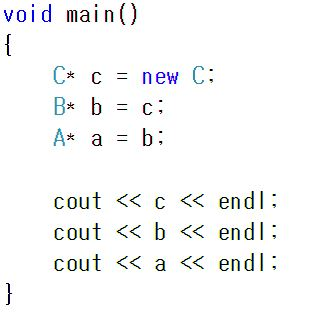 void main()
{
    C* c = new C;
    B* b = c;
    A* a = b;

    cout << c << endl;
    cout << b << endl;
    cout << a << endl;
}